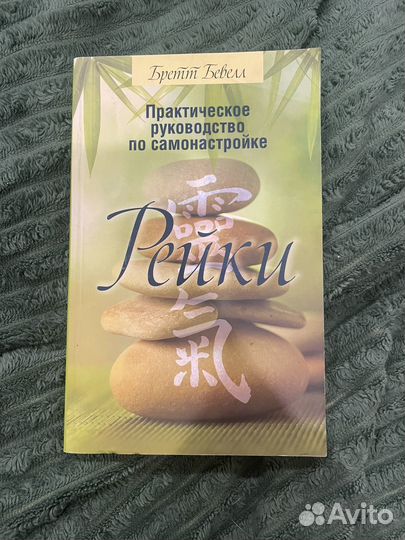 Бретт Бевелл
Практическое
руководство
по самонастройке
靈
Рейки
氣
Avito